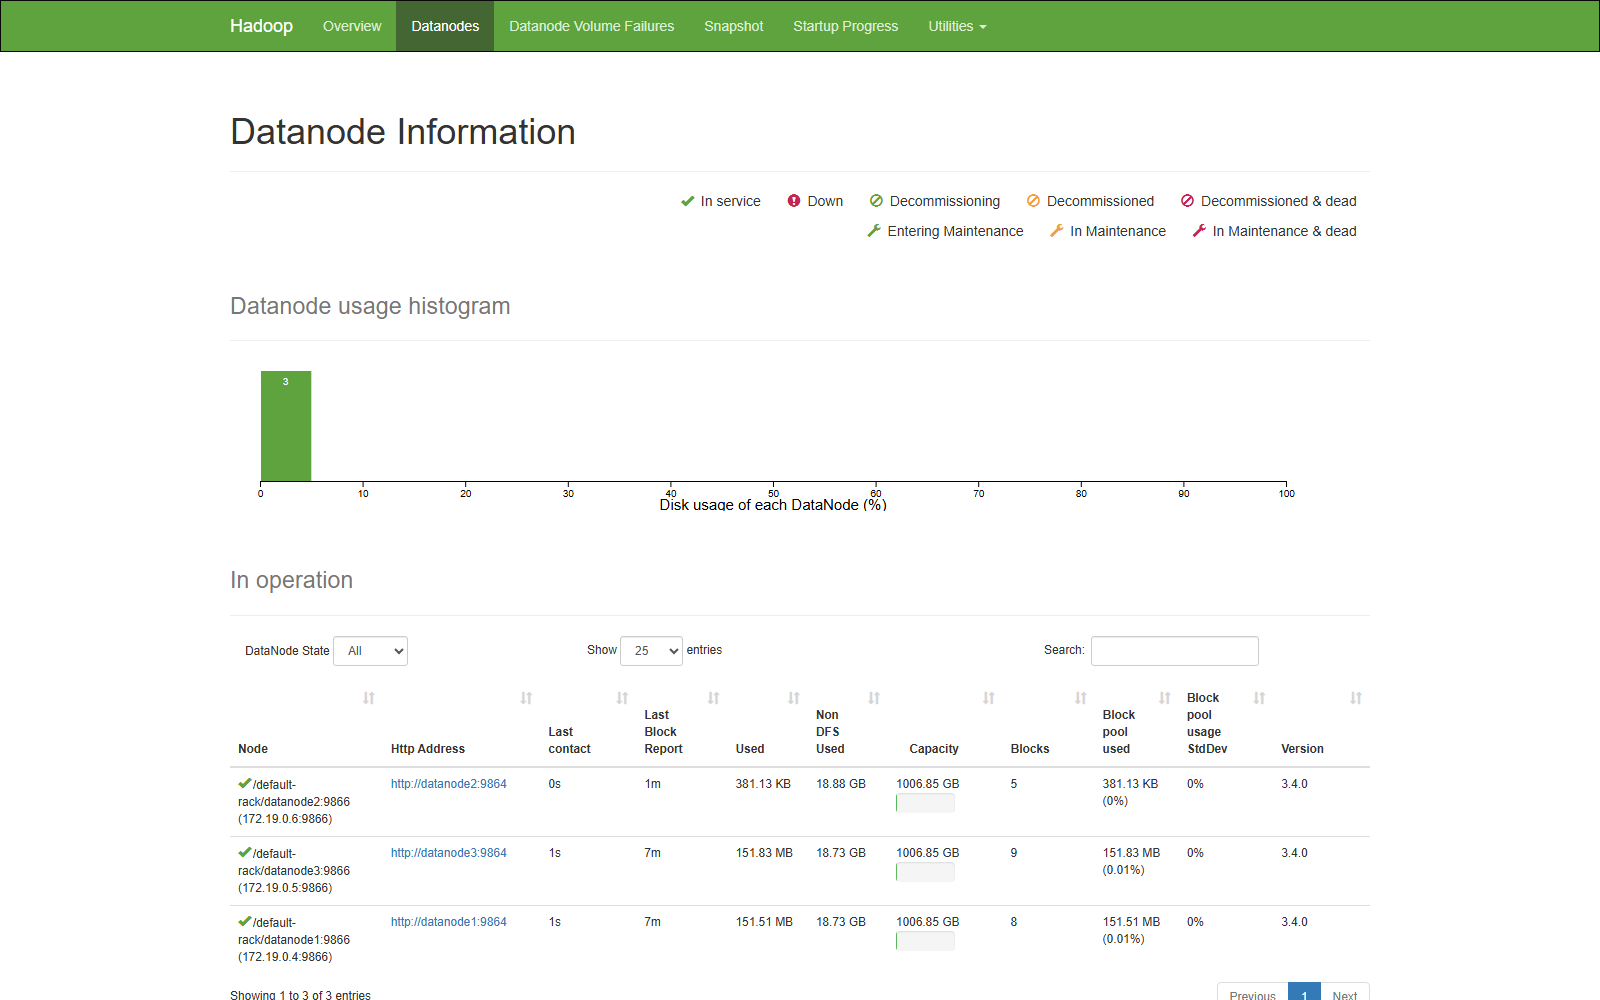 Hadoop Overview Datanodes Datanode Volume Failures Snapshot Startup Progress Utilities
Datanode Information
In service Down Decommissioning Decommissioned Decommissioned & dead
Entering Maintenance In Maintenance In Maintenance & dead
Datanode usage histogram
3
0 10 20 30 40 50 60 70 80 90 100
Disk usage of each DataNode (%)
In operation
DataNode State All Show 25 entries Search:
Node Http Address Last contact Last Block Report Used Non DFS Used Capacity Blocks Block pool used Block pool usage StdDev Version
/default- http://datanode2:9864 0s 1m 381.13 KB 18.88 GB 1006.85 GB 5 381.13 KB 0% 3.4.0
rack/datanode2:9866 (0%)
(172.19.0.6:9866)
/default- http://datanode3:9864 1s 7m 151.83 MB 18.73 GB 1006.85 GB 9 151.83 MB 0% 3.4.0
rack/datanode3:9866 (0.01%)
(172.19.0.5:9866)
/default- http://datanode1:9864 1s 7m 151.51 MB 18.73 GB 1006.85 GB 8 151.51 MB 0% 3.4.0
rack/datanode1:9866 (0.01%)
(172.19.0.4:9866)
Showing 1 to 3 of 3 entries Previous 1 Next